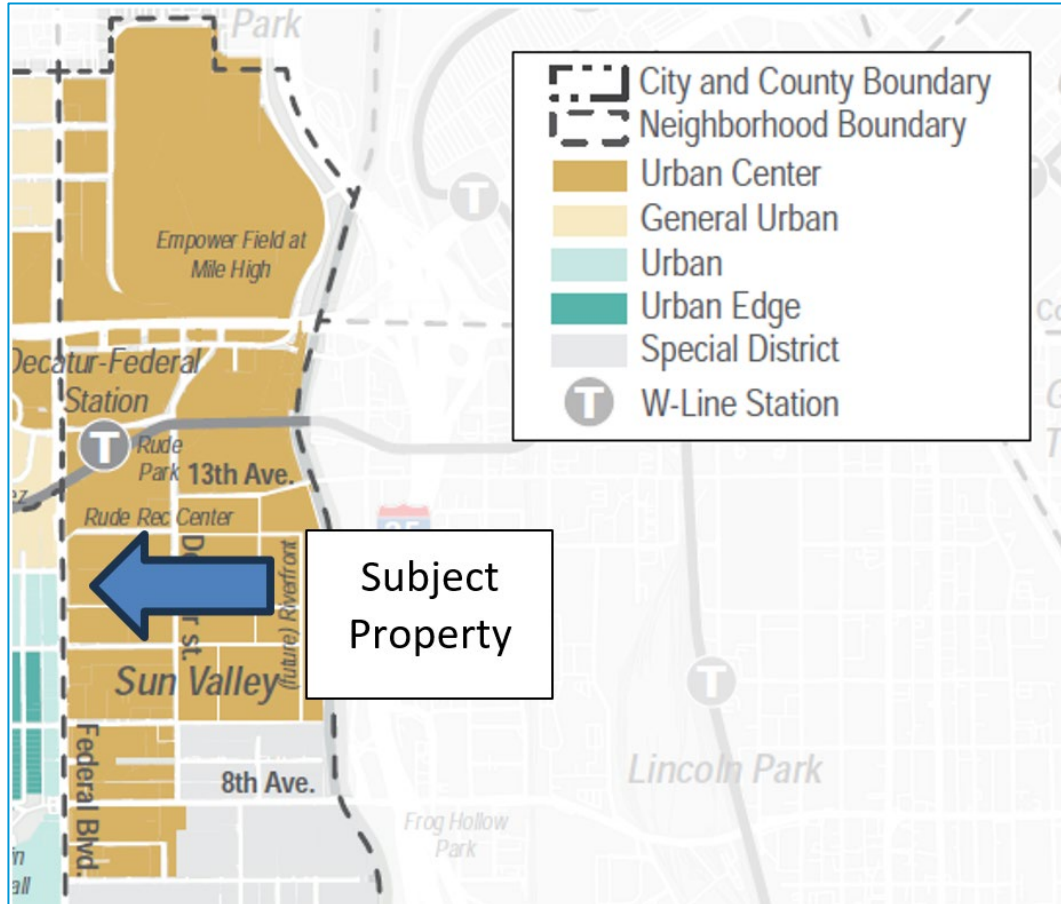 Park
City and County Boundary
Neighborhood Boundary
Urban Center
General Urban
Urban
Urban Edge
Special District
T
W-Line Station
T
Empower Field at
Mile High
Decatur-Federal
Station
T
Rude
Park
13th Ave.
Rude Rec Center
(future) Riverfront
St.
Subject
Property
Sun Valley
T
Federal Blvd.
8th Ave.
Lincoln Park
Frog Hollow
Park